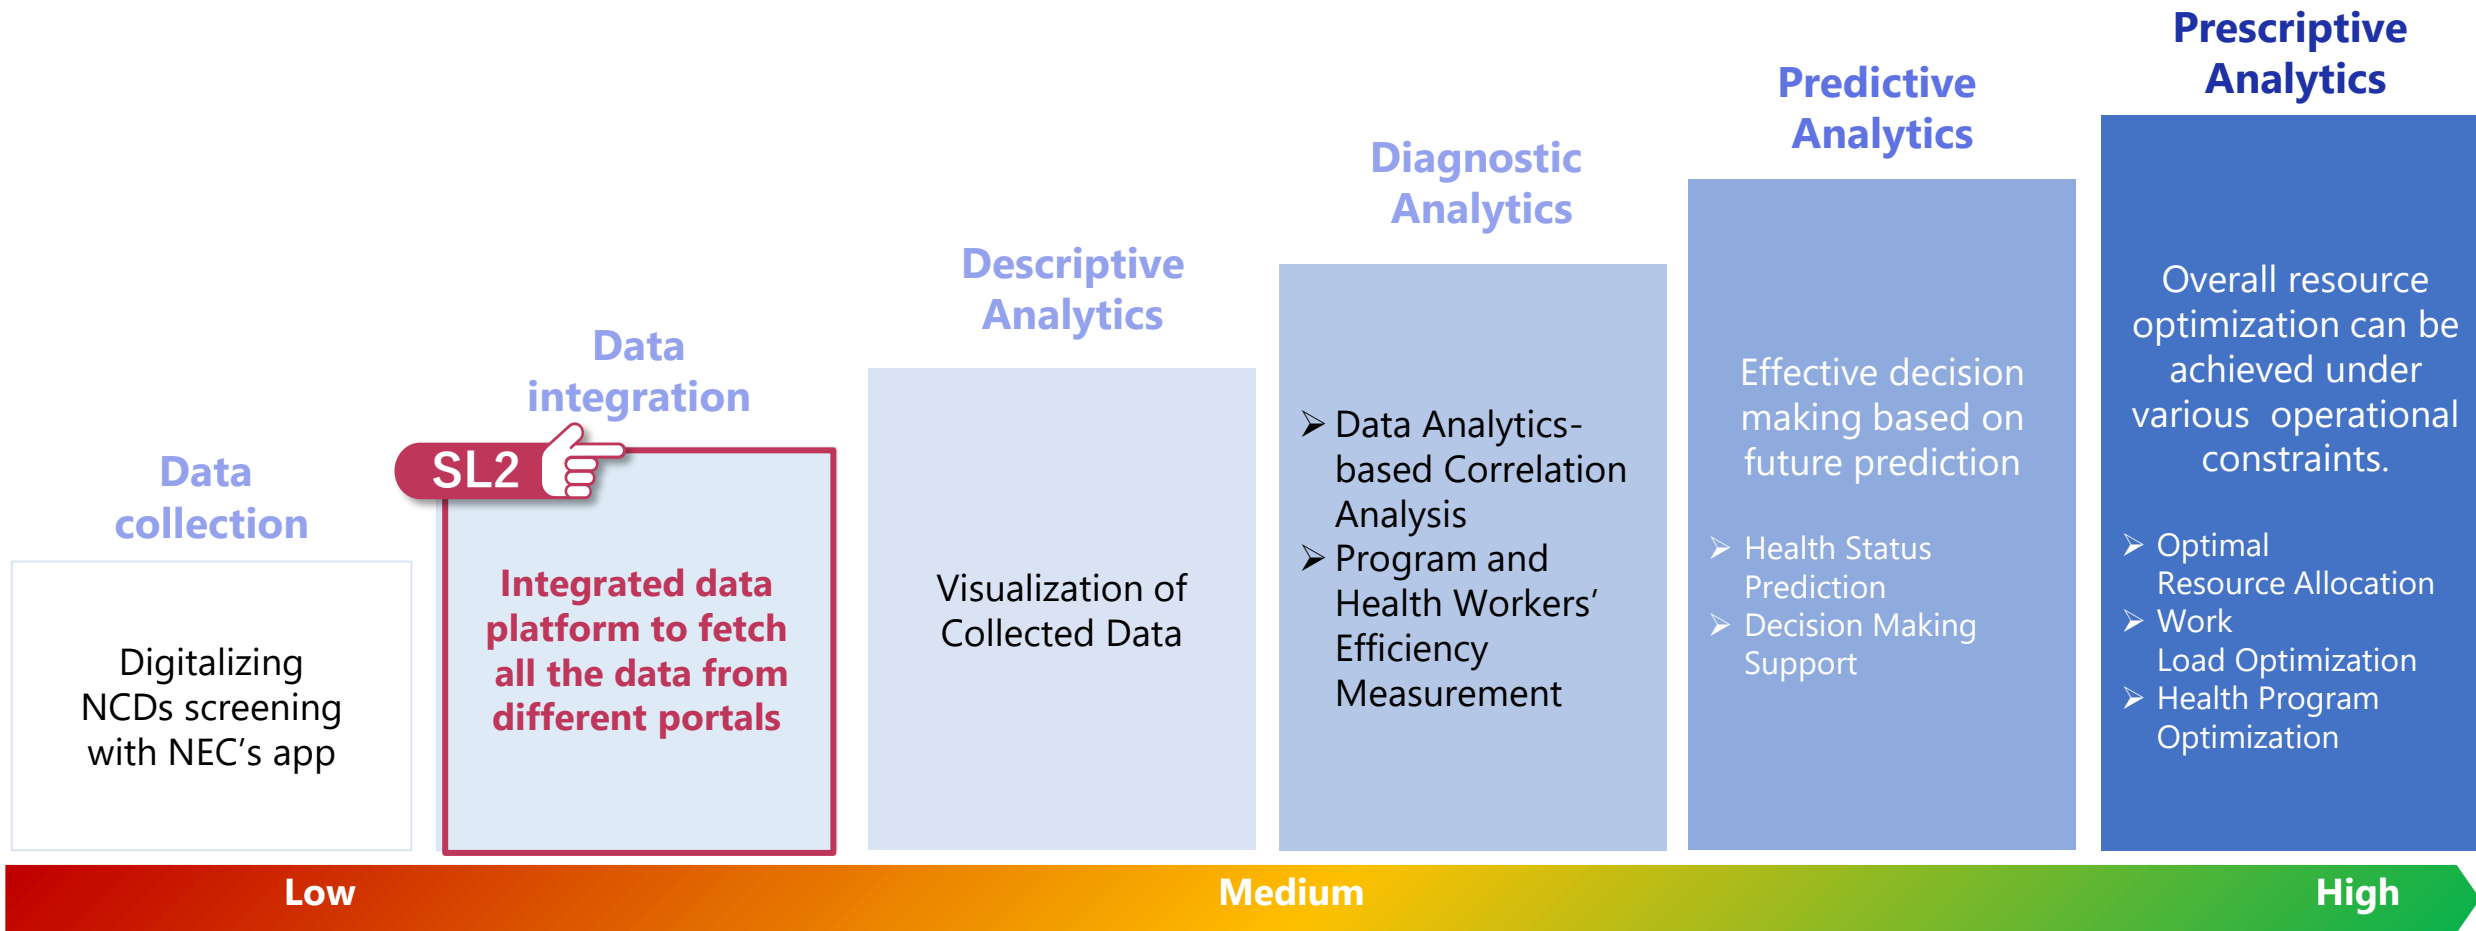 Data
collection
Digitalizing
NCDs screening
with NEC’s app
Data
integration
SL2
Integrated data
platform to fetch
all the data from
different portals
Descriptive
Analytics
Visualization of
Collected Data
Diagnostic
Analytics
➢ Data Analytics-
based Correlation
Analysis
➢ Program and
Health Workers’
Efficiency
Measurement
Predictive
Analytics
Effective decision
making based on
future prediction
➢ Health Status
Prediction
➢ Decision Making
Support
Prescriptive
Analytics
Overall resource
optimization can be
achieved under
various operational
constraints.
➢ Optimal
Resource Allocation
➢ Work
Load Optimization
➢ Health Program
Optimization
Low
Medium
High